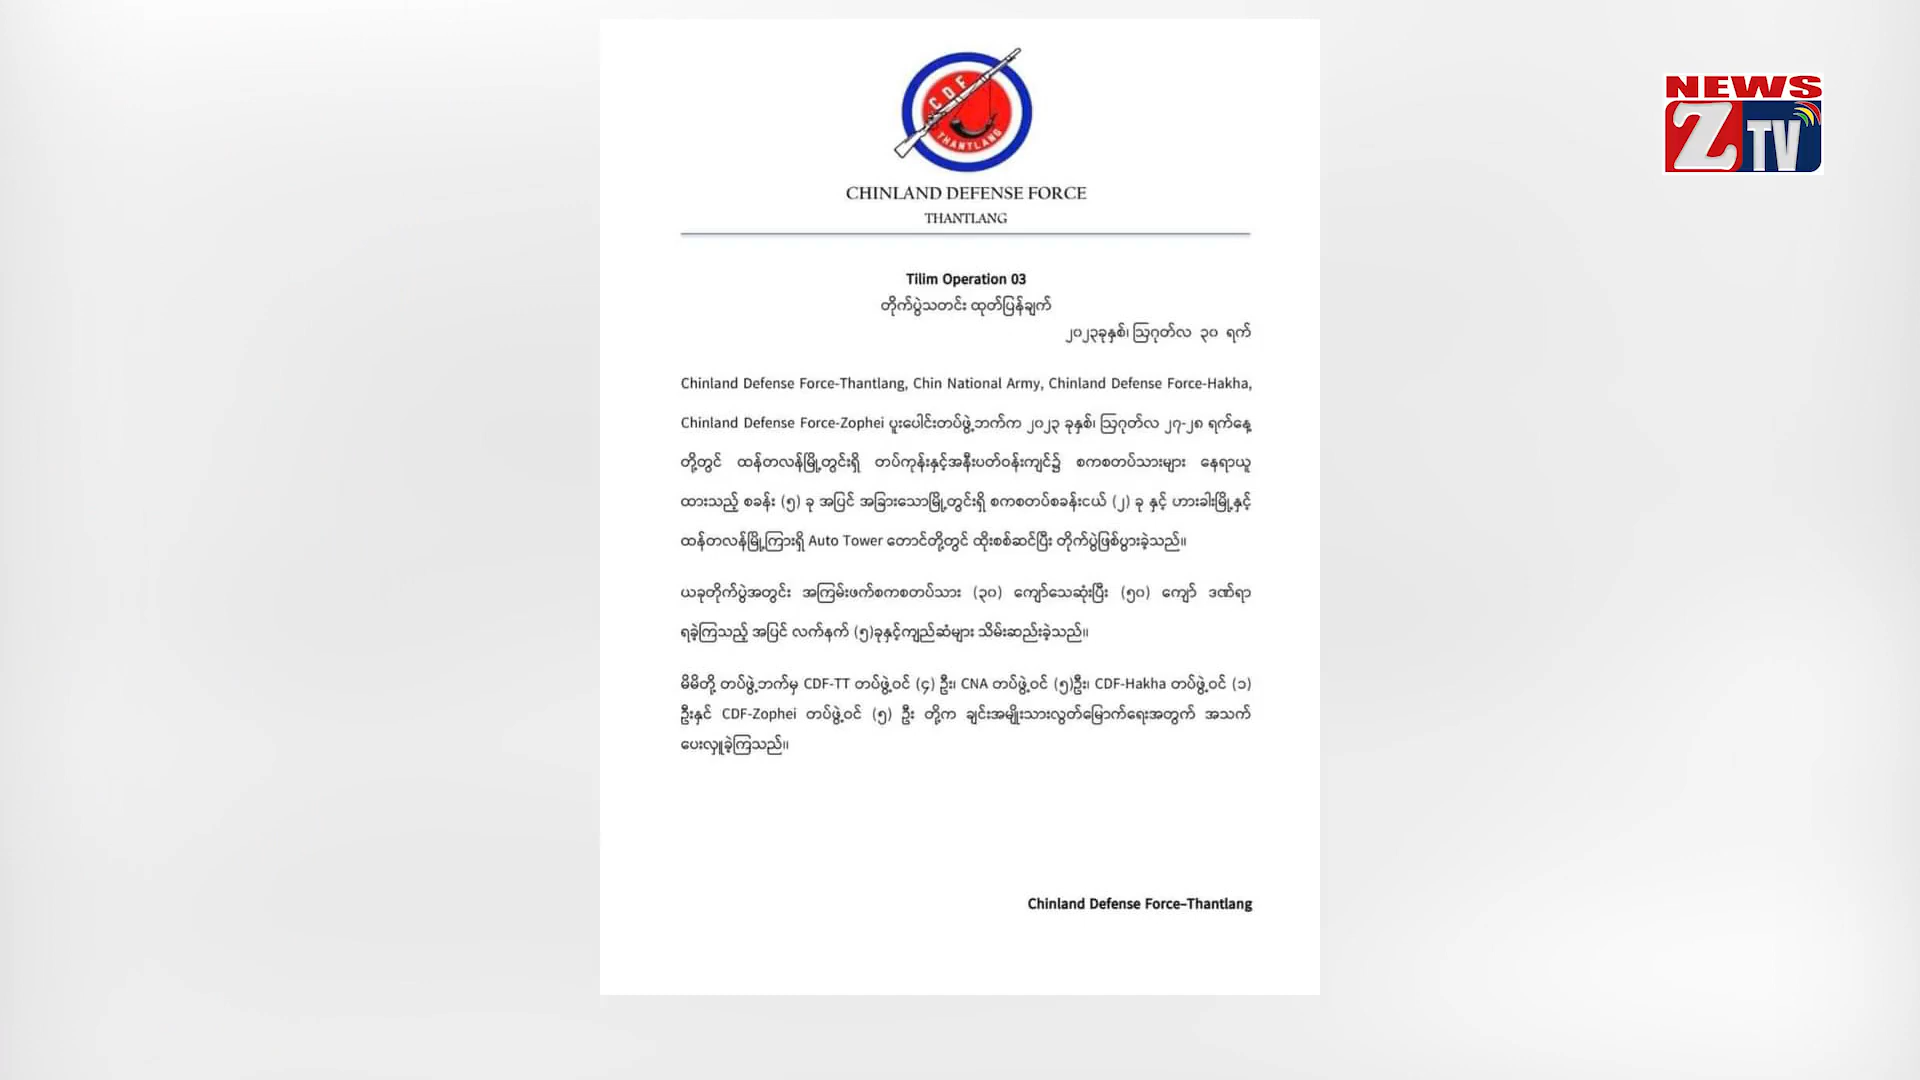 NEWS
Z TV
CDF
THANTLANG
CHINLAND DEFENSE FORCE
THANTLANG
Tilim Operation 03
တိုက်ပွဲသတင်း ထုတ်ပြန်ချက်
၂၀၂၃ခုနှစ်၊ ဩဂုတ်လ ၃၀ ရက်
Chinland Defense Force-Thantlang, Chin National Army, Chinland Defense Force-Hakha,
Chinland Defense Force-Zophei ပူးပေါင်းတပ်ဖွဲ့ဘက်က ၂၀၂၃ ခုနှစ်၊ ဩဂုတ်လ ၂၇-၂၈ ရက်နေ့
တို့တွင် ထန်တလန်မြို့တွင်းရှိ တပ်ကုန်းနှင့်အနီးပတ်ဝန်းကျင်၌ စကစတပ်သားများ နေရာယူ
ထားသည့် စခန်း (၅) ခု အပြင် အခြားသောမြို့တွင်းရှိ စကစတပ်စခန်းငယ် (၂) ခု နှင့် ဟားခါးမြို့နှင့်
ထန်တလန်မြို့ကြားရှိ Auto Tower တောင်တို့တွင် ထိုးစစ်ဆင်ပြီး တိုက်ပွဲဖြစ်ပွားခဲ့သည်။
ယခုတိုက်ပွဲအတွင်း အကြမ်းဖက်စကစတပ်သား (၃၀) ကျော်သေဆုံးပြီး (၅၀) ကျော် ဒဏ်ရာ
ရခဲ့ကြသည့် အပြင် လက်နက် (၅)ခုနှင့်ကျည်ဆံများ သိမ်းဆည်းခဲ့သည်။
မိမိတို့ တပ်ဖွဲ့ဘက်မှ CDF-TT တပ်ဖွဲ့ဝင် (၄) ဦး၊ CNA တပ်ဖွဲ့ဝင် (၅)ဦး၊ CDF-Hakha တပ်ဖွဲ့ဝင် (၁)
ဦးနှင် CDF-Zophei တပ်ဖွဲ့ဝင် (၅) ဦး တို့က ချင်းအမျိုးသားလွတ်မြောက်ရေးအတွက် အသက်
ပေးလှူခဲ့ကြသည်။
Chinland Defense Force–Thantlang